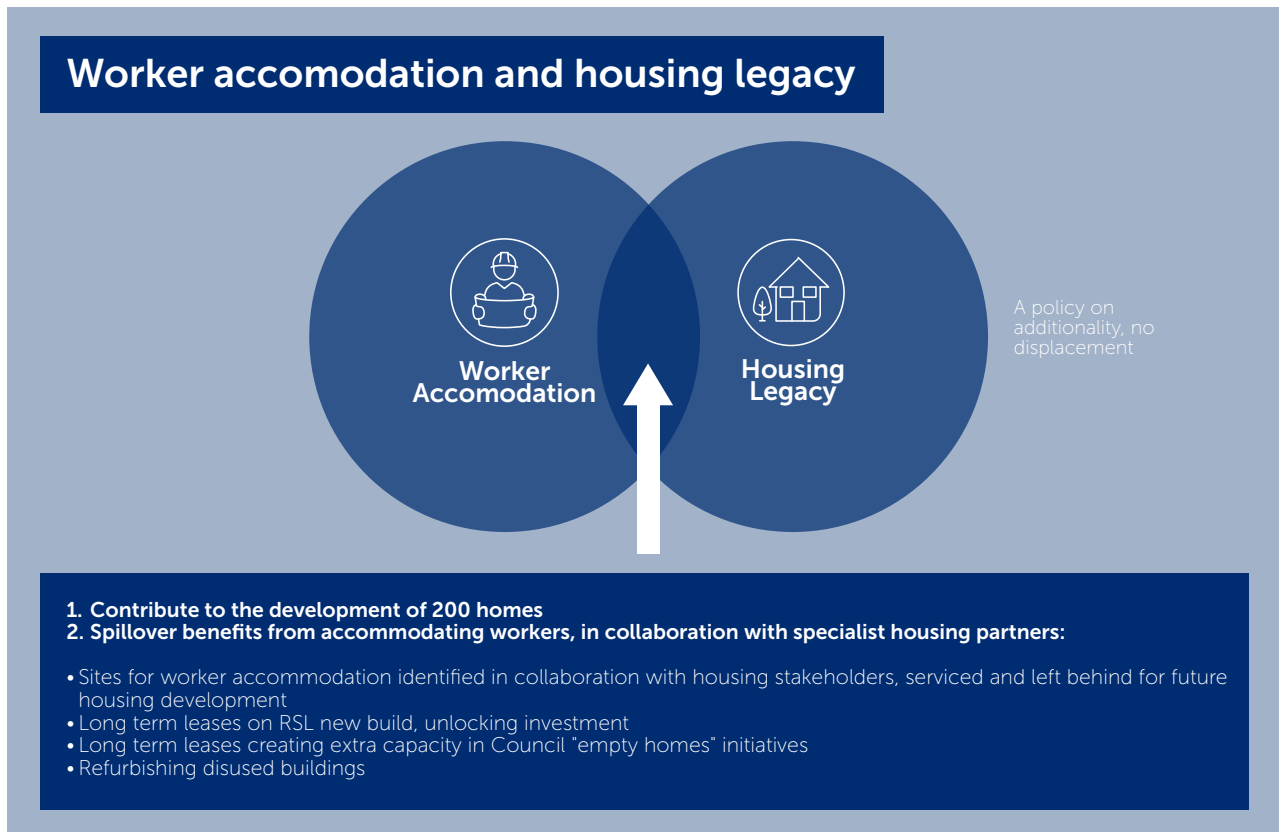 Worker accomodation and housing legacy
Worker
Accomodation
Housing
Legacy
A policy on
additionality, no
displacement
1. Contribute to the development of 200 homes
2. Spillover benefits from accommodating workers, in collaboration with specialist housing partners:
• Sites for worker accommodation identified in collaboration with housing stakeholders, serviced and left behind for future
housing development
• Long term leases on RSL new build, unlocking investment
• Long term leases creating extra capacity in Council "empty homes" initiatives
• Refurbishing disused buildings